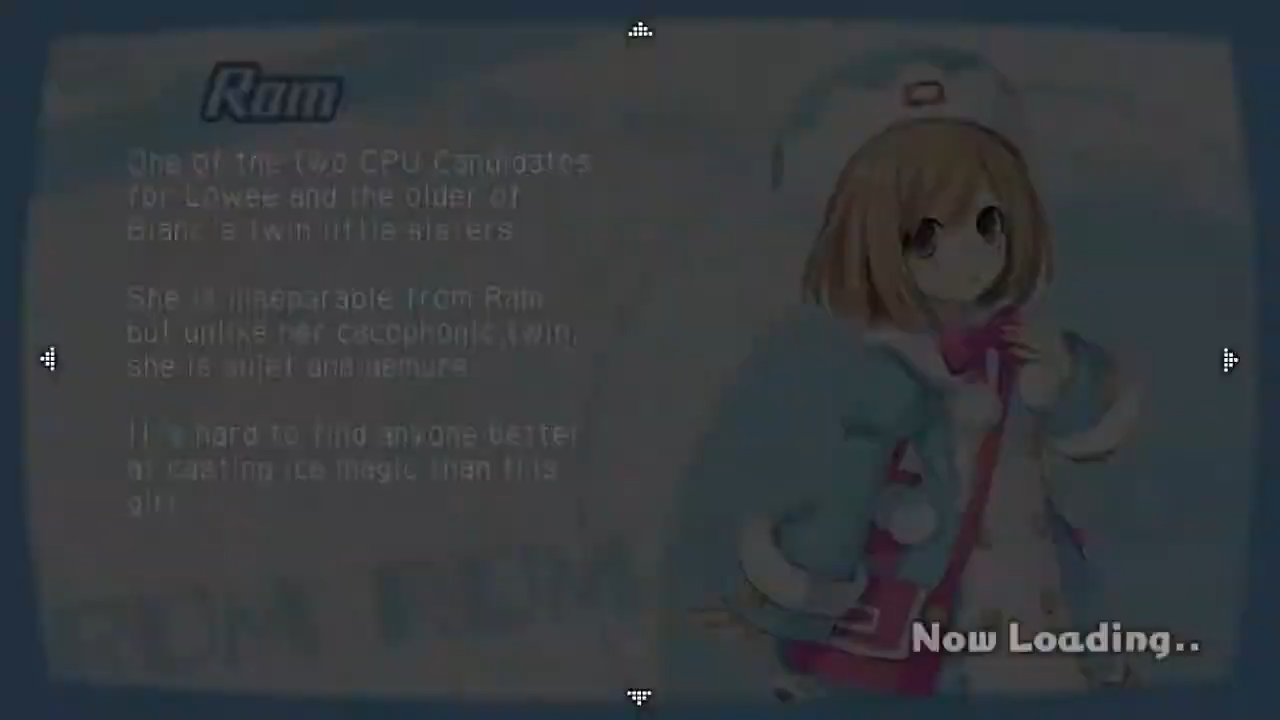 Ram
One of the two CPU Candidates
for Lowee and the older of
Blanc's twin little sisters.
She is inseparable from Ram
but unlike her cacophonic twin,
she is quiet and demure.
It's hard to find anyone better
at casting ice magic than this
girl.
ROM ROM
Now Loading..